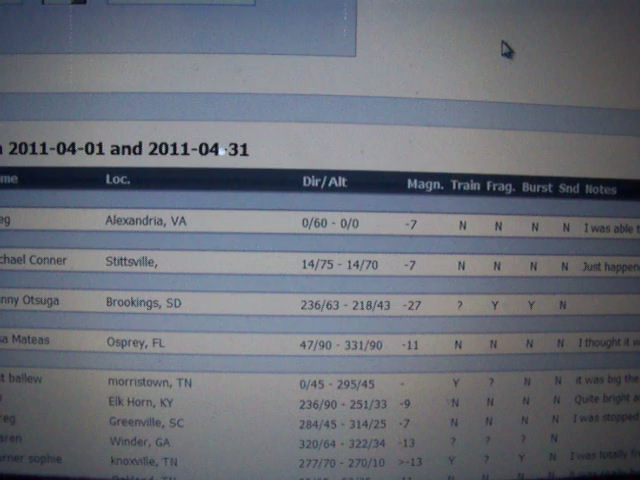 2011-04-01 and 2011-04-31
me Loc. Dir/Alt Magn. Train Frag. Burst Snd Notes
eg Alexandria, VA 0/60 - 0/0 -7 N N N N I was able t
chael Conner Stittsville, 14/75 - 14/70 -7 N N N N Just happen
nny Otsuga Brookings, SD 236/63 - 218/43 -27 ? Y Y N
sa Mateas Osprey, FL 47/90 - 331/90 -11 N N N N I thought it w
t ballew morristown, TN 0/45 - 295/45 - Y ? N N it was big the
Elk Horn, KY 236/90 - 251/33 -9 N N N N Quite bright a
reg Greenville, SC 284/45 - 314/25 -7 N N N N I was stopped
aren Winder, GA 320/64 - 322/34 -13 ? ? ? N
urner sophie knoxville, TN 277/70 - 270/10 >-13 Y ? Y N I was totally fr